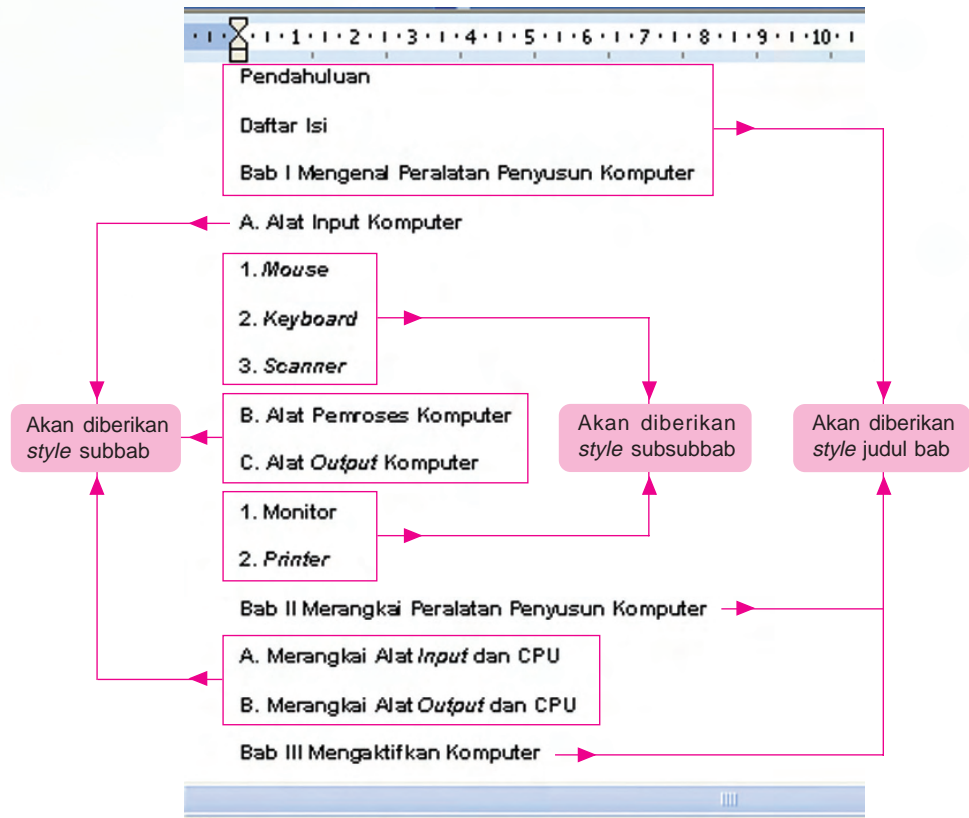 1 2 3 4 5 6 7 8 9 10
Pendahuluan
Daftar Isi
Bab I Mengenal Peralatan Penyusun Komputer
A. Alat Input Komputer
1. Mouse
2. Keyboard
3. Scanner
B. Alat Pemroses Komputer
C. Alat Output Komputer
1. Monitor
2. Printer
Bab II Merangkai Peralatan Penyusun Komputer
A. Merangkai Alat Input dan CPU
B. Merangkai Alat Output dan CPU
Bab III Mengaktifkan Komputer
Akan diberikan
style subbab
Akan diberikan
style subsubbab
Akan diberikan
style judul bab